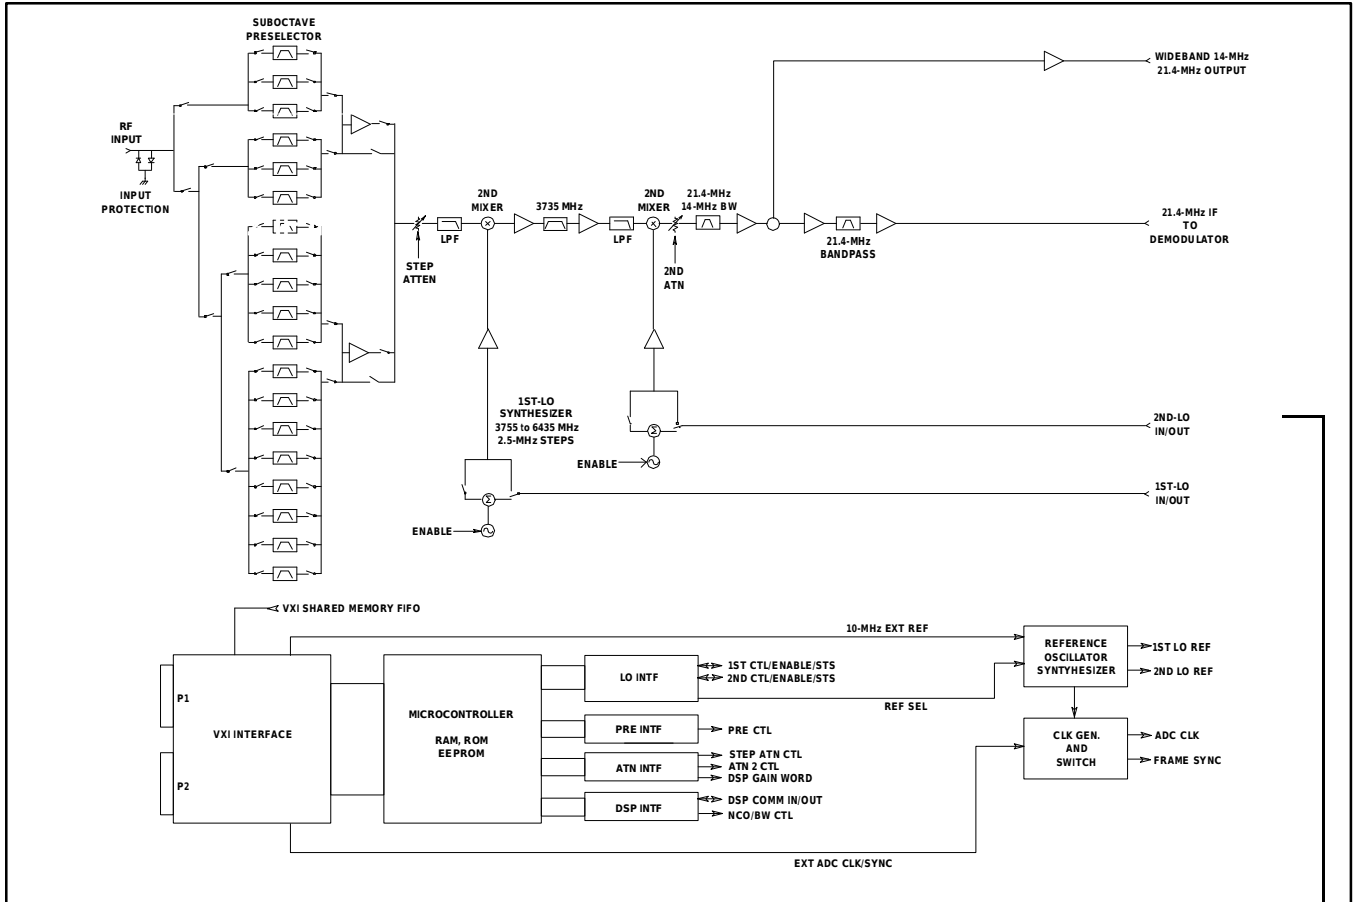 SUBOCTAVE
PRESELECTOR
WIDEBAND 14-MHz
21.4-MHz OUTPUT
RF
INPUT
INPUT
PROTECTION
2ND
MIXER
3735 MHz
2ND
MIXER
21.4-MHz
14-MHz BW
LPF
LPF
STEP
ATTEN
2ND
ATN
21.4-MHz
BANDPASS
21.4-MHz IF
TO
DEMODULATOR
1ST-LO
SYNTHESIZER
3755 to 6435 MHz
2.5-MHz STEPS
Σ
2ND-LO
IN/OUT
ENABLE
Σ
1ST-LO
IN/OUT
ENABLE
VXI SHARED MEMORY FIFO
10-MHz EXT REF
P1
P2
VXI INTERFACE
MICROCONTROLLER
RAM, ROM
EEPROM
LO INTF
1ST CTL/ENABLE/STS
2ND CTL/ENABLE/STS
REF SEL
PRE INTF
PRE CTL
ATN INTF
STEP ATN CTL
ATN 2 CTL
DSP GAIN WORD
DSP INTF
DSP COMM IN/OUT
NCO/BW CTL
EXT ADC CLK/SYNC
REFERENCE
OSCILLATOR
SYNTYHESIZER
1ST LO REF
2ND LO REF
CLK GEN.
AND
SWITCH
ADC CLK
FRAME SYNC